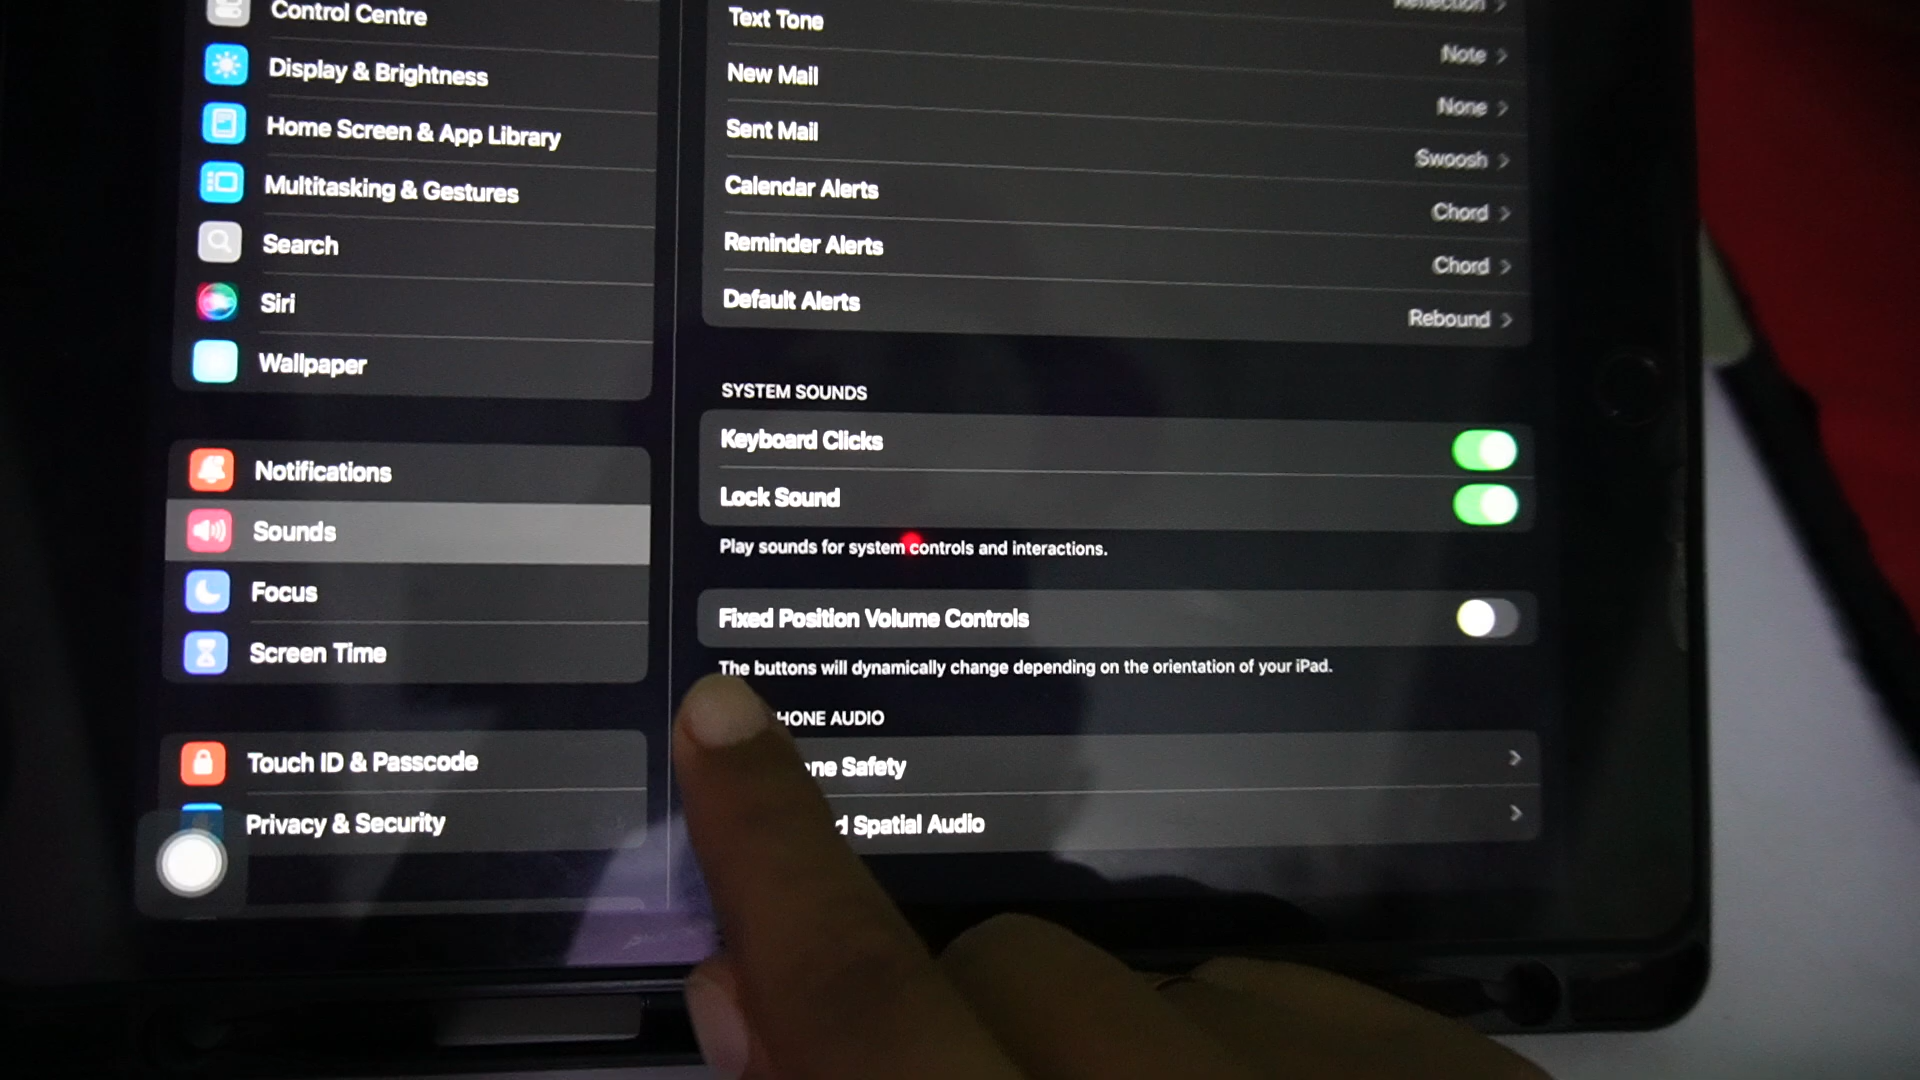 Control Centre
Display & Brightness
Home Screen & App Library
Multitasking & Gestures
Search
Siri
Wallpaper
Notifications
Sounds
Focus
Screen Time
Touch ID & Passcode
Privacy & Security
Reflection
Text Tone
Note
New Mail
None
Sent Mail
Swoosh
Calendar Alerts
Chord
Reminder Alerts
Chord
Default Alerts
Rebound
SYSTEM SOUNDS
Keyboard Clicks
Lock Sound
Play sounds for system controls and interactions.
Fixed Position Volume Controls
The buttons will dynamically change depending on the orientation of your iPad.
HONE AUDIO
ne Safety
d Spatial Audio